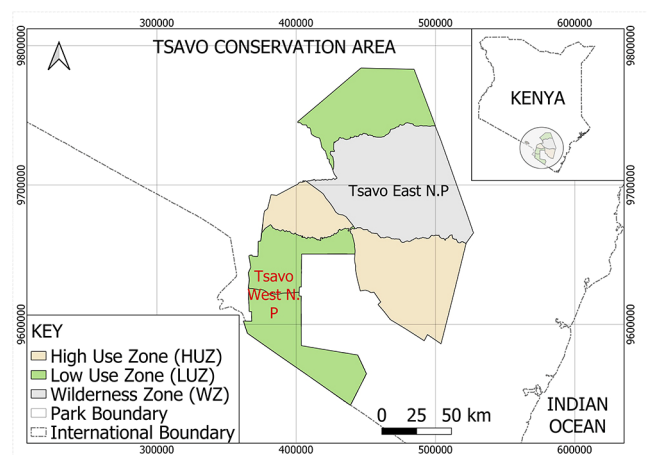 300000 400000 500000 600000
TSAVO CONSERVATION AREA
9800000
9800000
KENYA
9700000
9700000
Tsavo East N.P
Tsavo
West N.
P
9600000
9600000
KEY
High Use Zone (HUZ)
Low Use Zone (LUZ)
Wilderness Zone (WZ)
Park Boundary
International Boundary
0 25 50 km
INDIAN
OCEAN
300000 400000 500000 600000